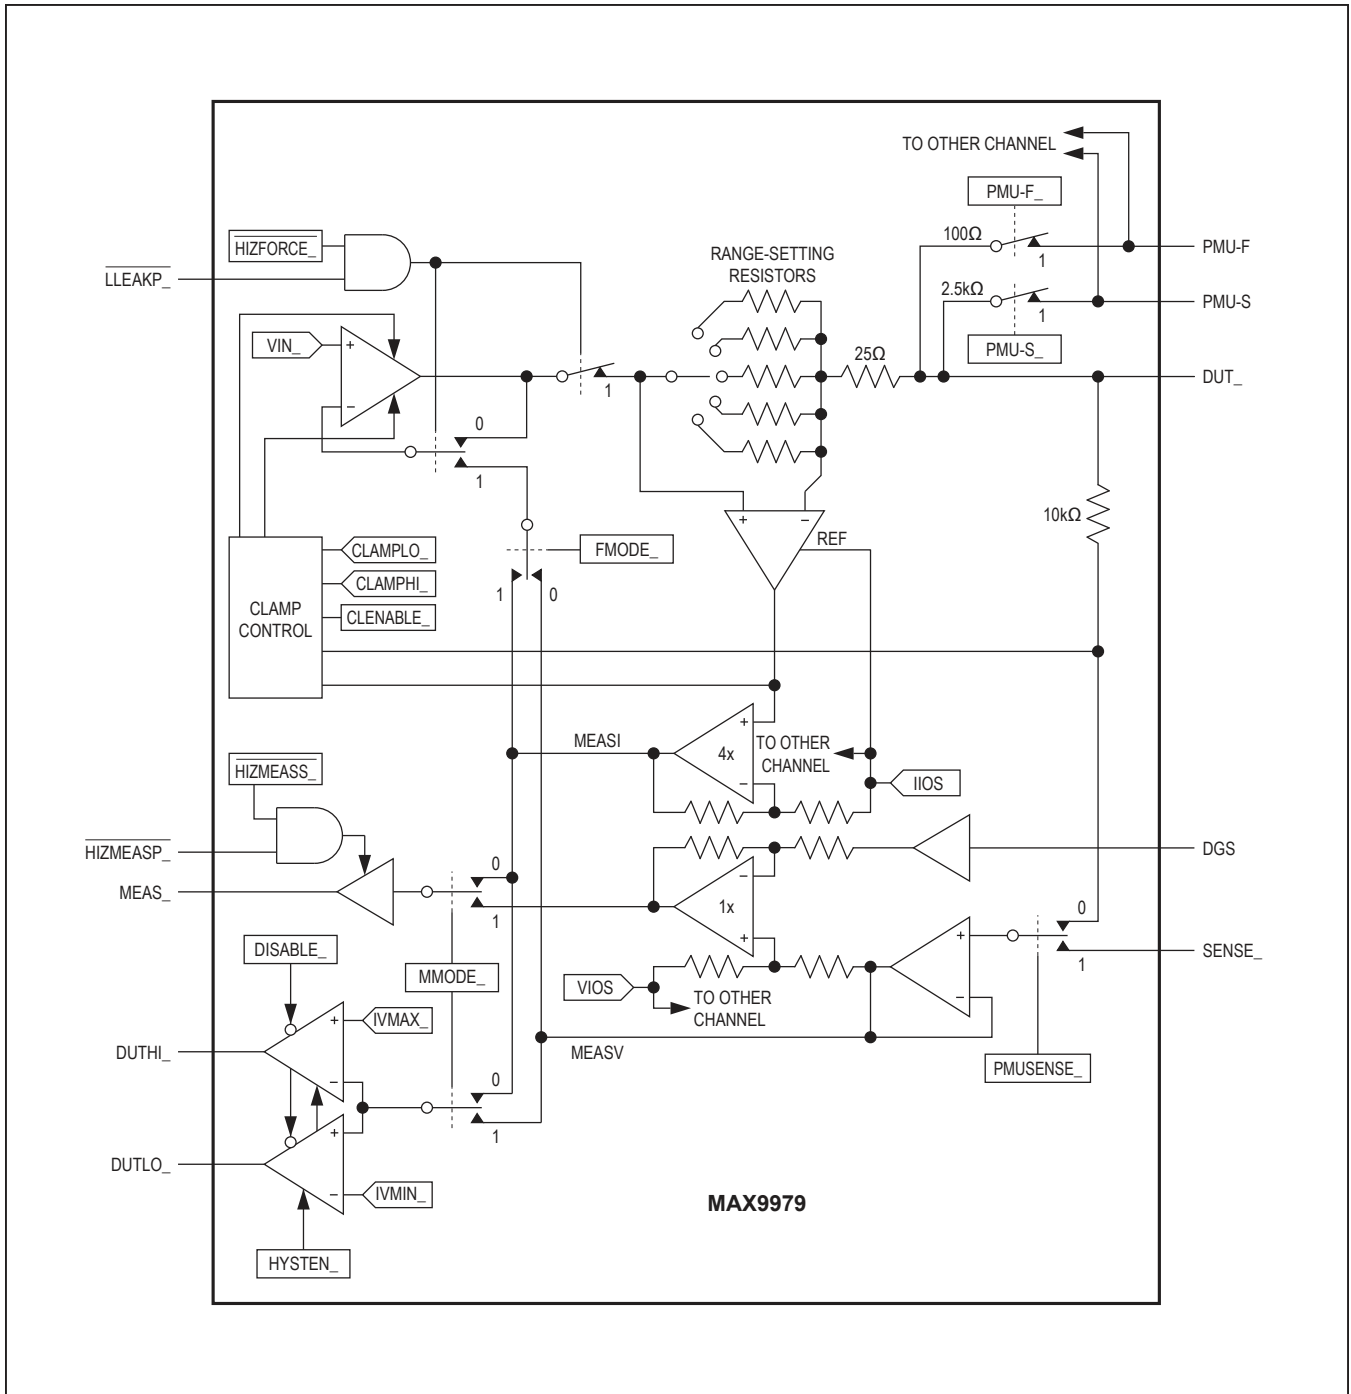 TO OTHER CHANNEL
PMU-F_
HIZFORCE_
100Ω
PMU-F
RANGE-SETTING
RESISTORS
1
LLEAKP_
2.5kΩ
PMU-S
1
VIN_
+
25Ω
PMU-S_
DUT_
1
−
0
1
10kΩ
+
−
REF
FMODE_
CLAMPLO_
1
0
CLAMPHI_
CLAMP
CONTROL
CLENABLE_
+
MEASI
4x
TO OTHER
CHANNEL
HIZMEASS_
−
IIOS
HIZMEASP_
0
DGS
−
MEAS_
1x
0
1
+
+
SENSE_
DISABLE_
1
MMODE_
VIOS
TO OTHER
CHANNEL
−
+
IVMAX_
DUTHI_
MEASV
PMUSENSE_
−
0
+
1
DUTLO_
−
IVMIN_
MAX9979
HYSTEN_